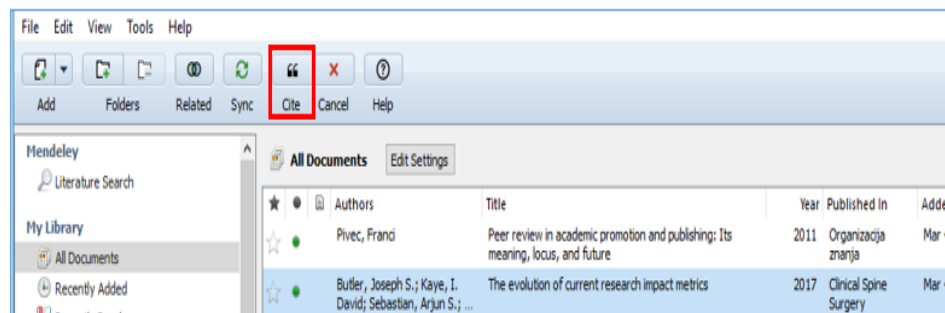 File Edit View Tools Help
Add Folders Related Sync Cite Cancel Help
Mendeley
Literature Search
My Library
All Documents
Recently Added
All Documents Edit Settings
Authors Title Year Published In
Pivec, Franci Peer review in academic promotion and publishing: Its 2011 Organizacija Mar
meaning, locus, and future znanja
Butler, Joseph S.; Kaye, I. The evolution of current research impact metrics 2017 Clinical Spine Mar
David; Sebastian, Arjun S.; ... Surgery